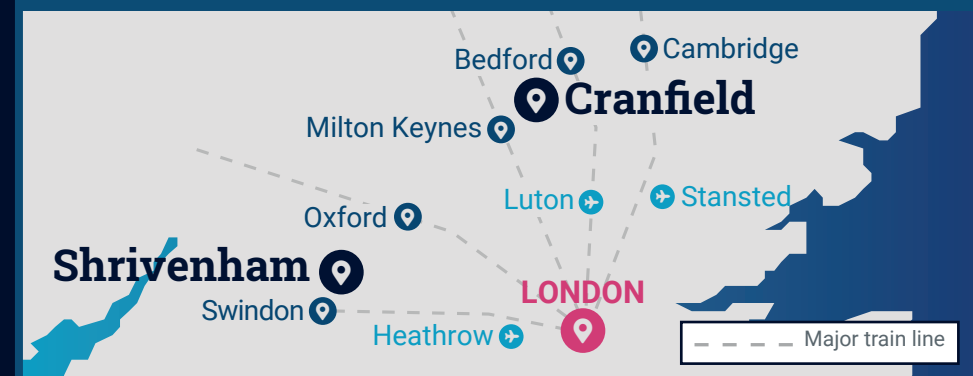 Bedford
Cambridge
Cranfield
Milton Keynes
Luton
Stansted
Oxford
Shrivenham
LONDON
Swindon
Heathrow
Major train line